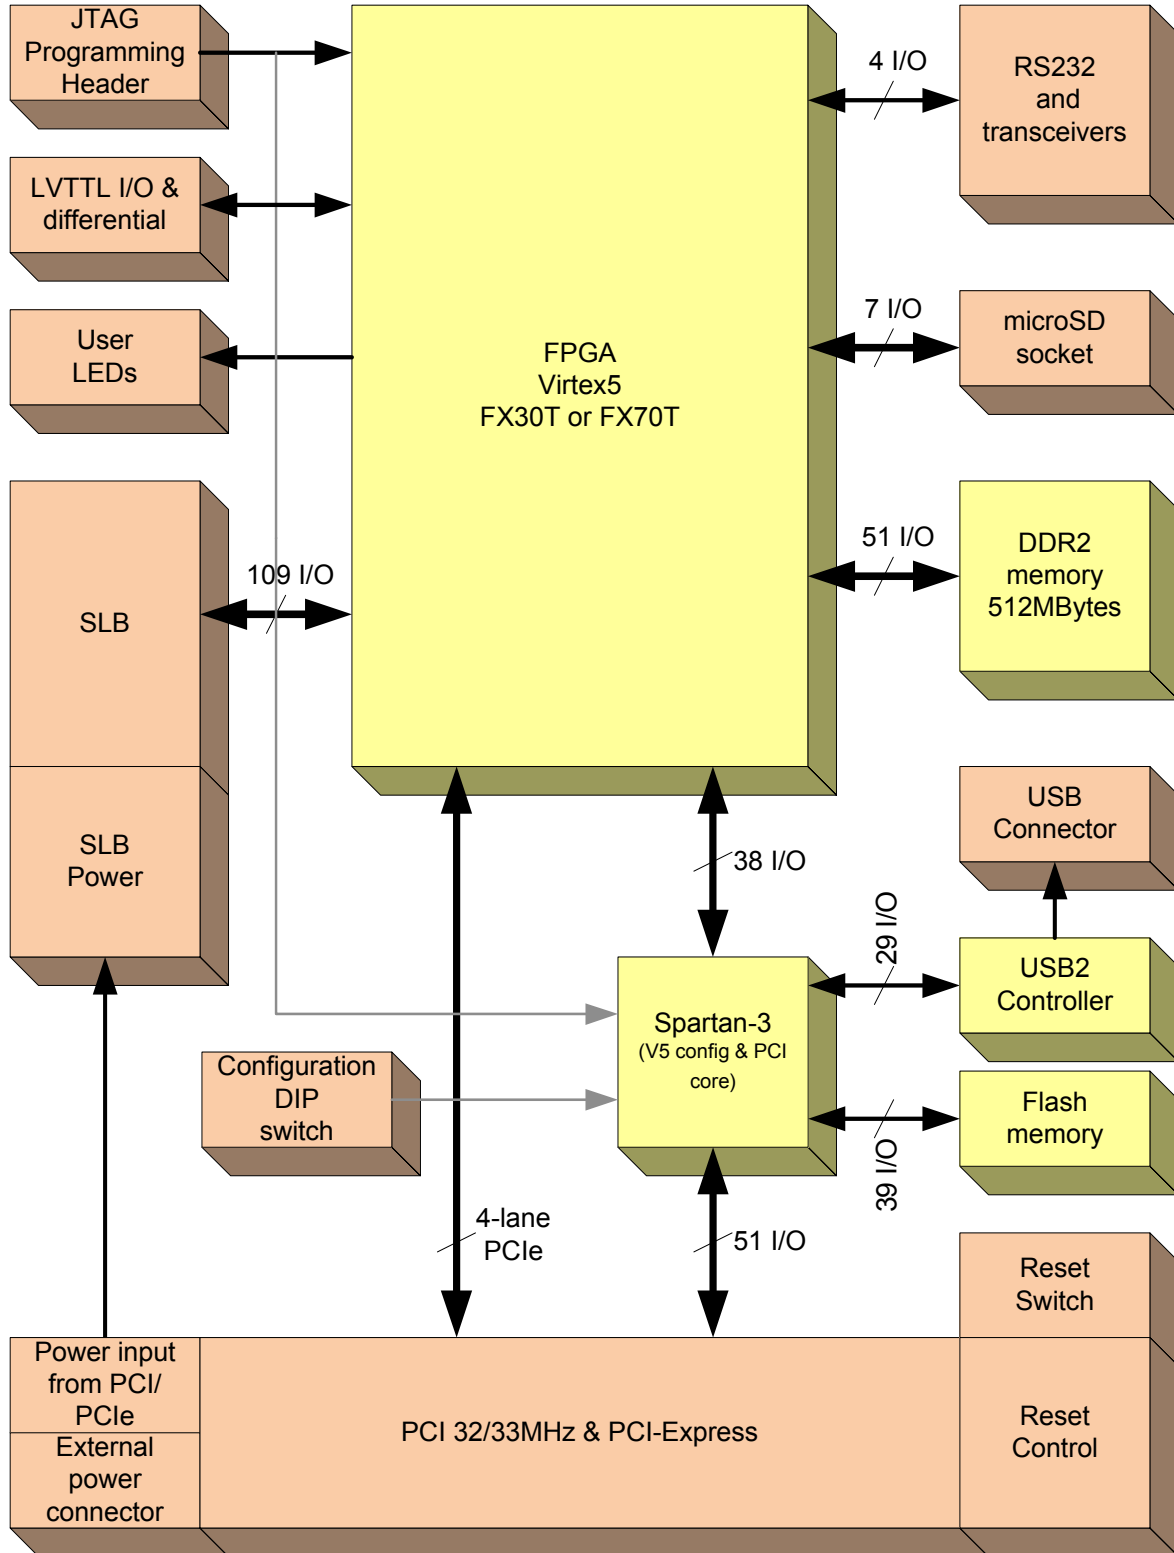 JTAG
Programming
Header
LVTTL I/O &
differential
User
LEDs
SLB
SLB
Power
109 I/O
FPGA
Virtex5
FX30T or FX70T
4 I/O
RS232
and
transceivers
7 I/O
microSD
socket
51 I/O
DDR2
memory
512MBytes
USB
Connector
38 I/O
29 I/O
USB2
Controller
Spartan-3
(V5 config & PCI
core)
Configuration
DIP
switch
39 I/O
Flash
memory
4-lane
PCIe
51 I/O
Reset
Switch
Power input
from PCI/
PCIe
External
power
connector
PCI 32/33MHz & PCI-Express
Reset
Control